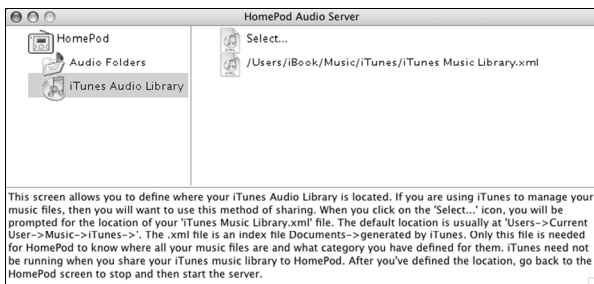 HomePod Audio Server
HomePod
Audio Folders
iTunes Audio Library
Select...
XML
/Users/iBook/Music/iTunes/iTunes Music Library.xml
XML
This screen allows you to define where your iTunes Audio Library is located. If you are using iTunes to manage your
music files, then you will want to use this method of sharing. When you click on the 'Select...' icon, you will be
prompted for the location of your 'iTunes Music Library.xml' file. The default location is usually at 'Users->Current
User->Music->iTunes->'. The .xml file is an index file Documents->generated by iTunes. Only this file is needed
for HomePod to know where all your music files are and what category you have defined for them. iTunes need not
be running when you share your iTunes music library to HomePod. After you've defined the location, go back to the
HomePod screen to stop and then start the server.